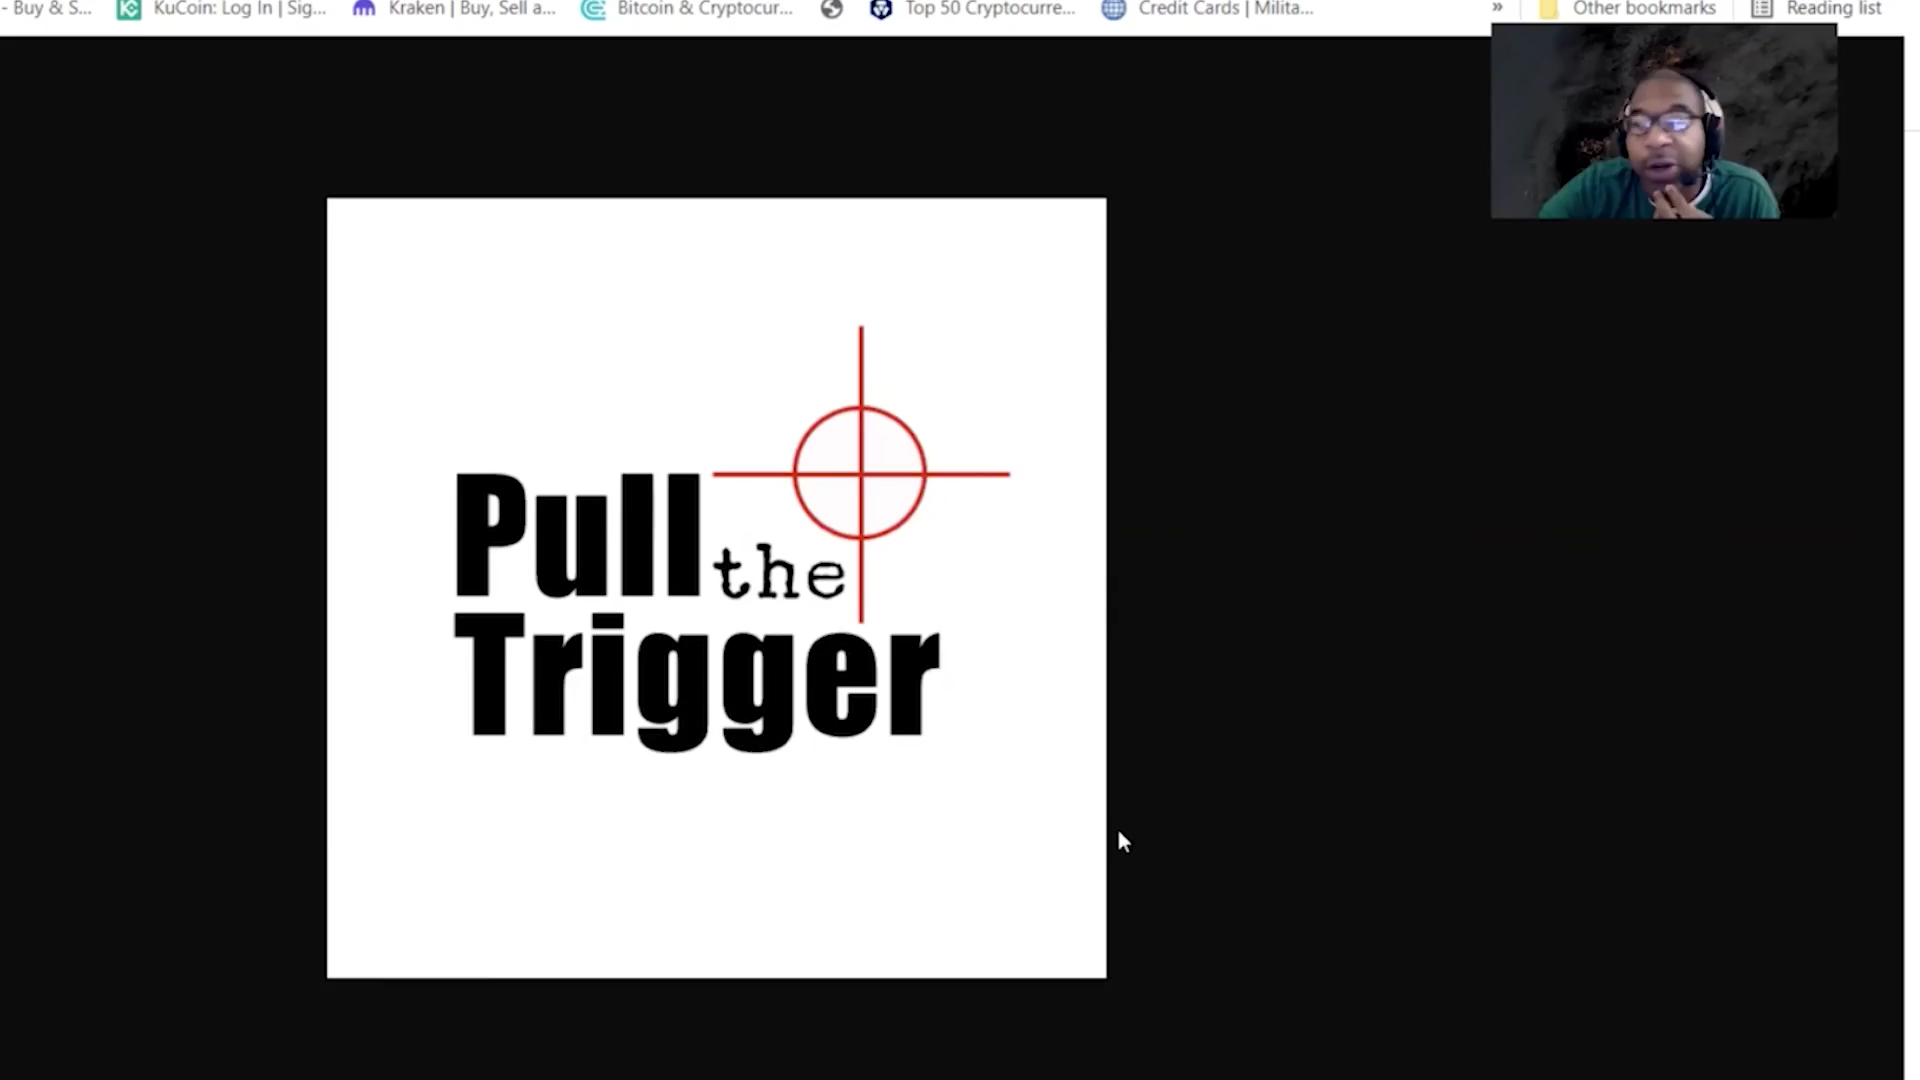 - Buy & S... KuCoin: Log In | Sig... Kraken | Buy, Sell a... Bitcoin & Cryptocur... Top 50 Cryptocurre... Credit Cards | Milita... » Other bookmarks Reading list
Pull the
Trigger